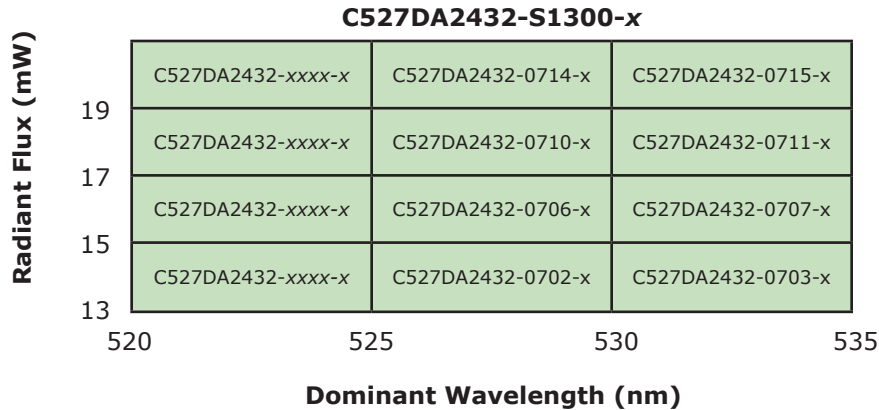 C527DA2432-S1300-x
Radiant Flux (mW)
C527DA2432-xxxx-x C527DA2432-0714-x C527DA2432-0715-x
19
C527DA2432-xxxx-x C527DA2432-0710-x C527DA2432-0711-x
17
C527DA2432-xxxx-x C527DA2432-0706-x C527DA2432-0707-x
15
C527DA2432-xxxx-x C527DA2432-0702-x C527DA2432-0703-x
13
520 525 530 535
Dominant Wavelength (nm)